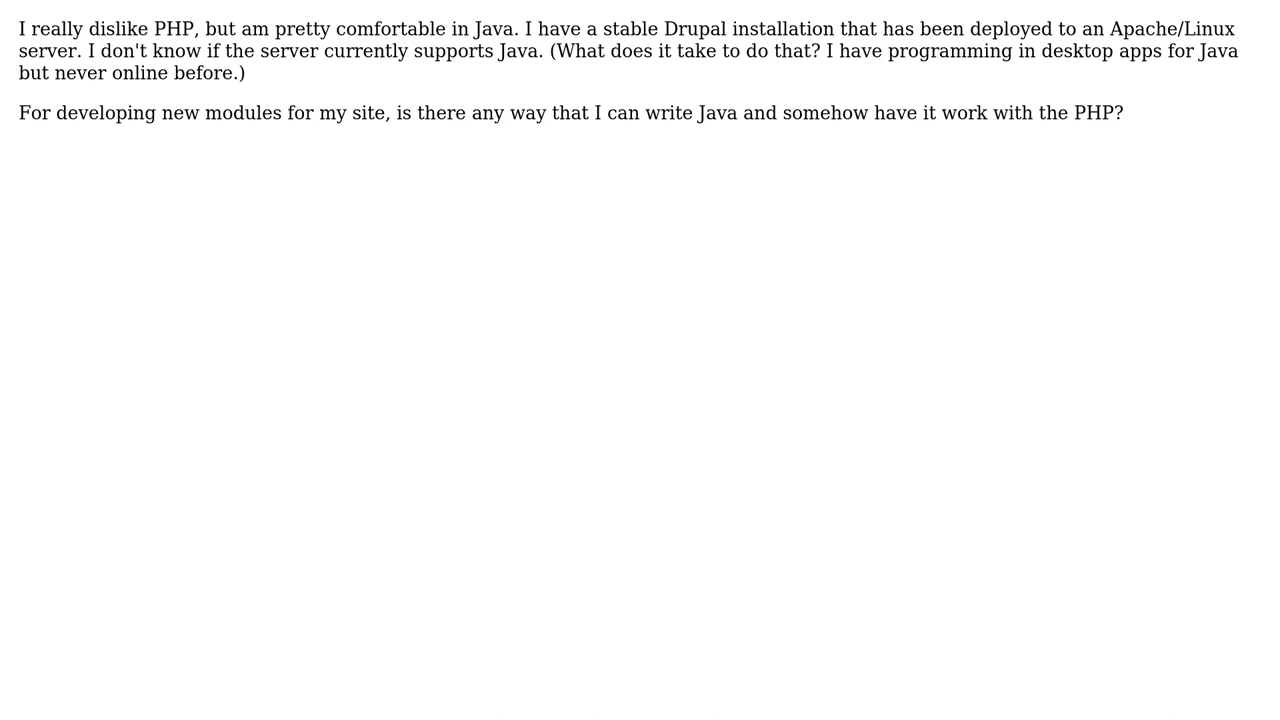 I really dislike PHP, but am pretty comfortable in Java. I have a stable Drupal installation that has been deployed to an Apache/Linux
server. I don't know if the server currently supports Java. (What does it take to do that? I have programming in desktop apps for Java
but never online before.)
For developing new modules for my site, is there any way that I can write Java and somehow have it work with the PHP?